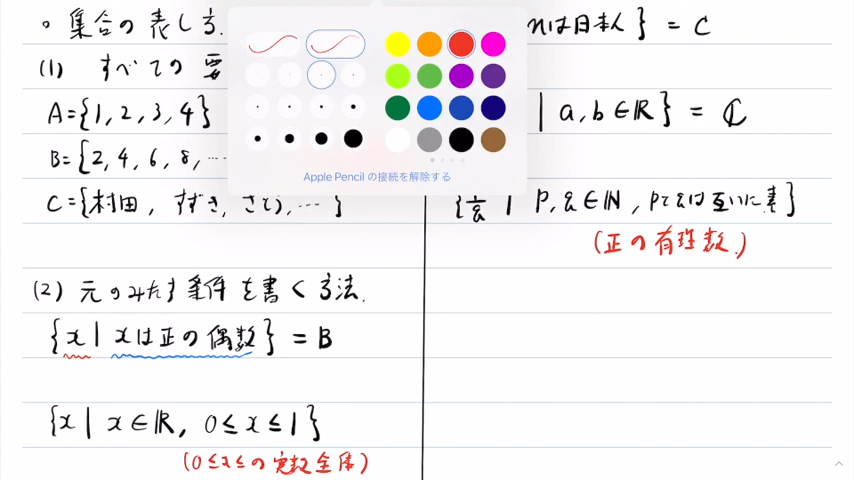 。集合の表し方.
(1) すべての要
A={1,2,3,4}
B={2,4,6,8,…
C={村田, すずき, さとう,…}
(2) 元のみたす条件を書く方法.
{x| xは正の偶数} = B
{x| x∈ℝ, 0≤x≤1}
(0≤x≤の実数全体)
は日本人} = C
| a,b∈ℝ} = ℂ
| p,q∈ℕ, pとqは互いに素}
(正の有理数.)
Apple Pencil の接続を解除する